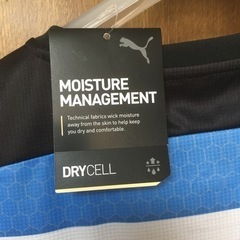 MOISTURE
MANAGEMENT
Technical fabrics wick moisture
away from the skin to help keep
you dry and comfortable.
DRYCELL